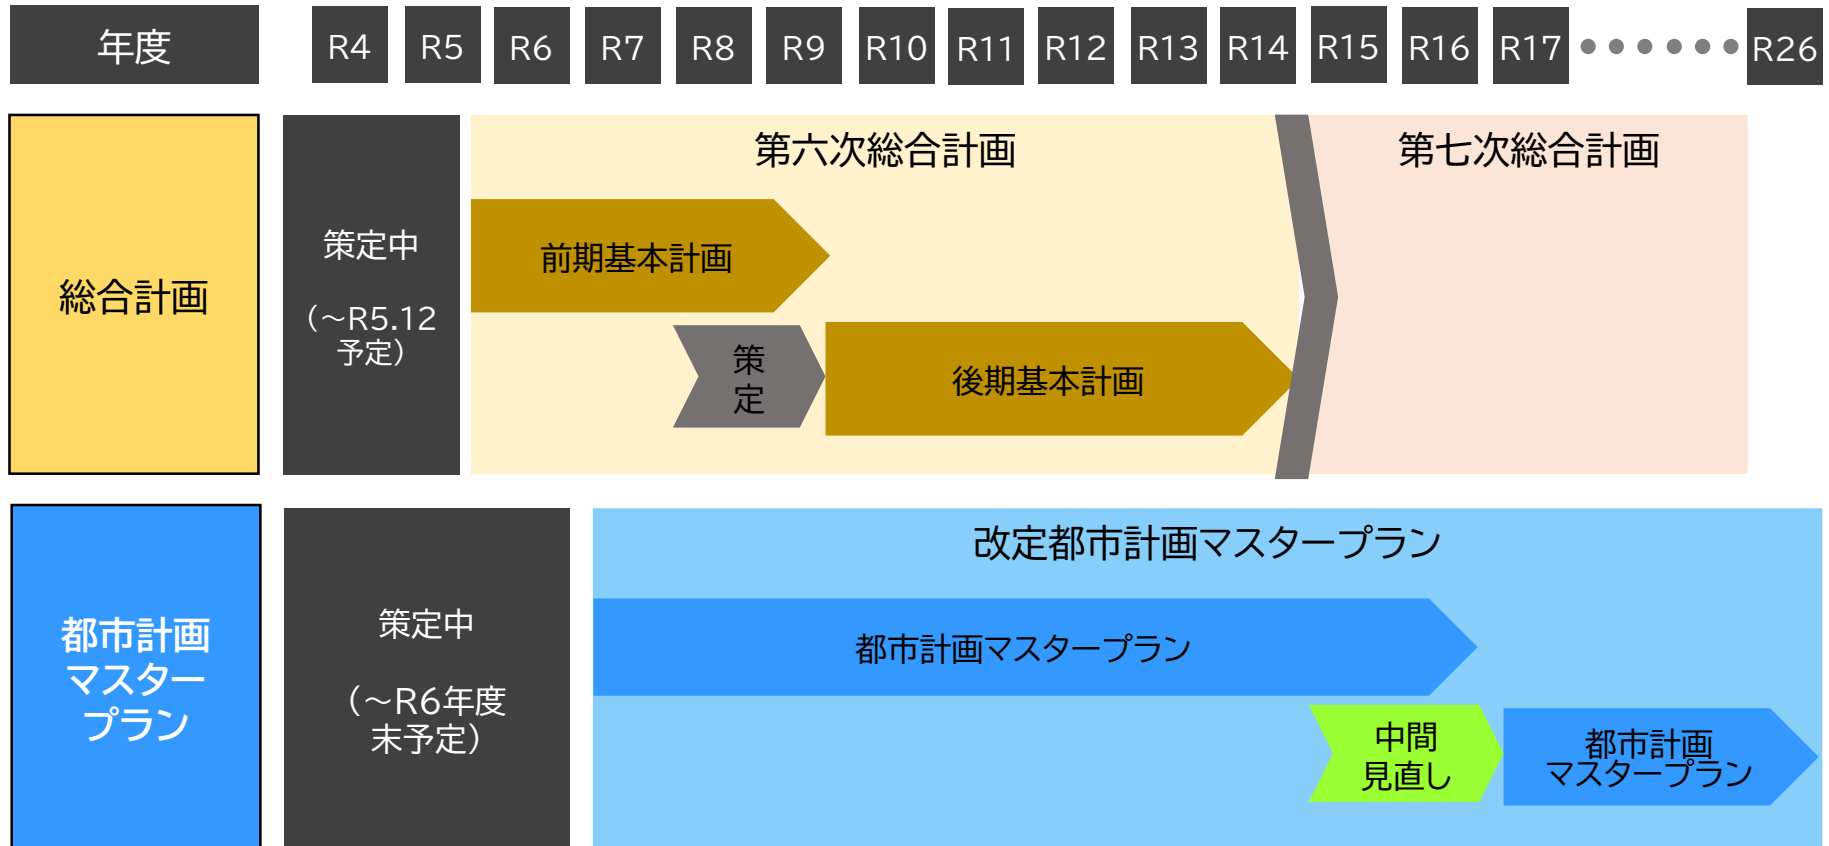 年度
R4 R5 R6 R7 R8 R9 R10 R11 R12 R13 R14 R15 R16 R17 ・・・・・・ R26
総合計画
策定中
（～R5.12
予定）
第六次総合計画
第七次総合計画
前期基本計画
策
定
後期基本計画
都市計画
マスター
プラン
策定中
（～R6年度
末予定）
改定都市計画マスタープラン
都市計画マスタープラン
中間
見直し
都市計画
マスタープラン